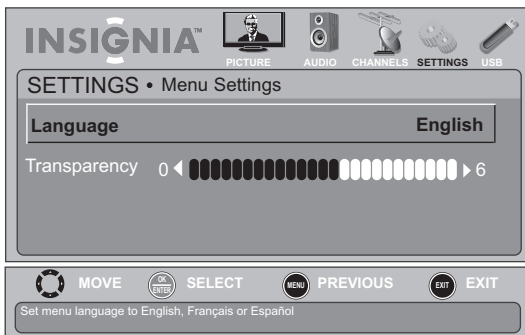 INSIGNIA™
PICTURE AUDIO CHANNELS SETTINGS USB
SETTINGS • Menu Settings
Language English
Transparency 0 6
MOVE OK ENTER SELECT MENU PREVIOUS EXIT EXIT
Set menu language to English, Français or Español